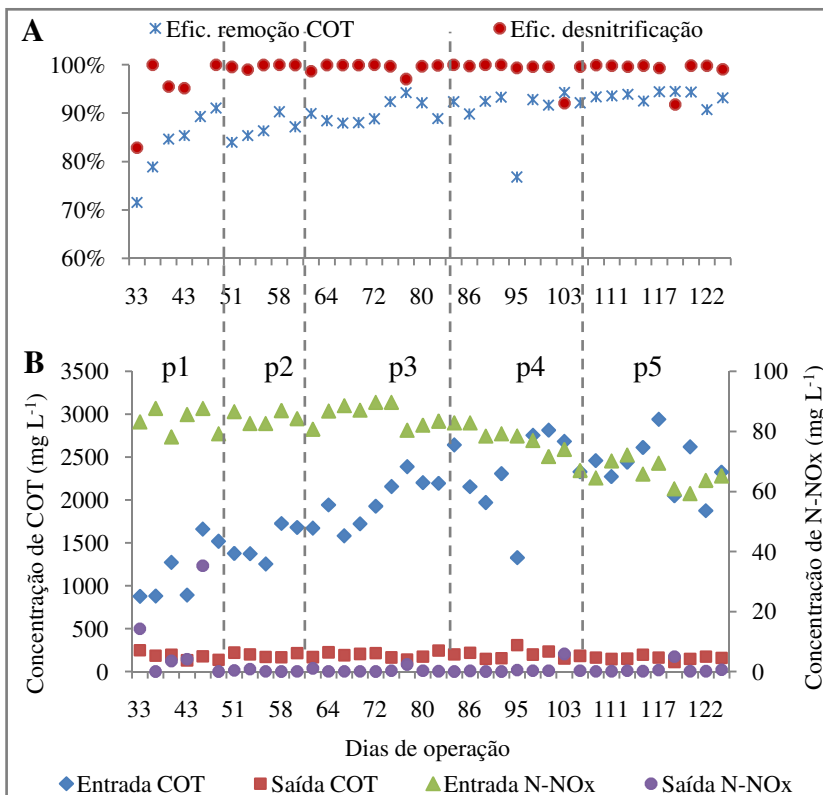 A
Efic. remoção COT
Efic. desnitrificação
100%
90%
80%
70%
60%
33 43 51 58 64 72 80 86 95 103 111 117 122
B
p1 p2 p3 p4 p5
3500
3000
2500
2000
1500
1000
500
0
Concentração de COT (mg L-1)
100
80
60
40
20
0
Concentração de N-NOx (mg L-1)
33 43 51 58 64 72 80 86 95 103 111 117 122
Dias de operação
Entrada COT
Saída COT
Entrada N-NOx
Saída N-NOx